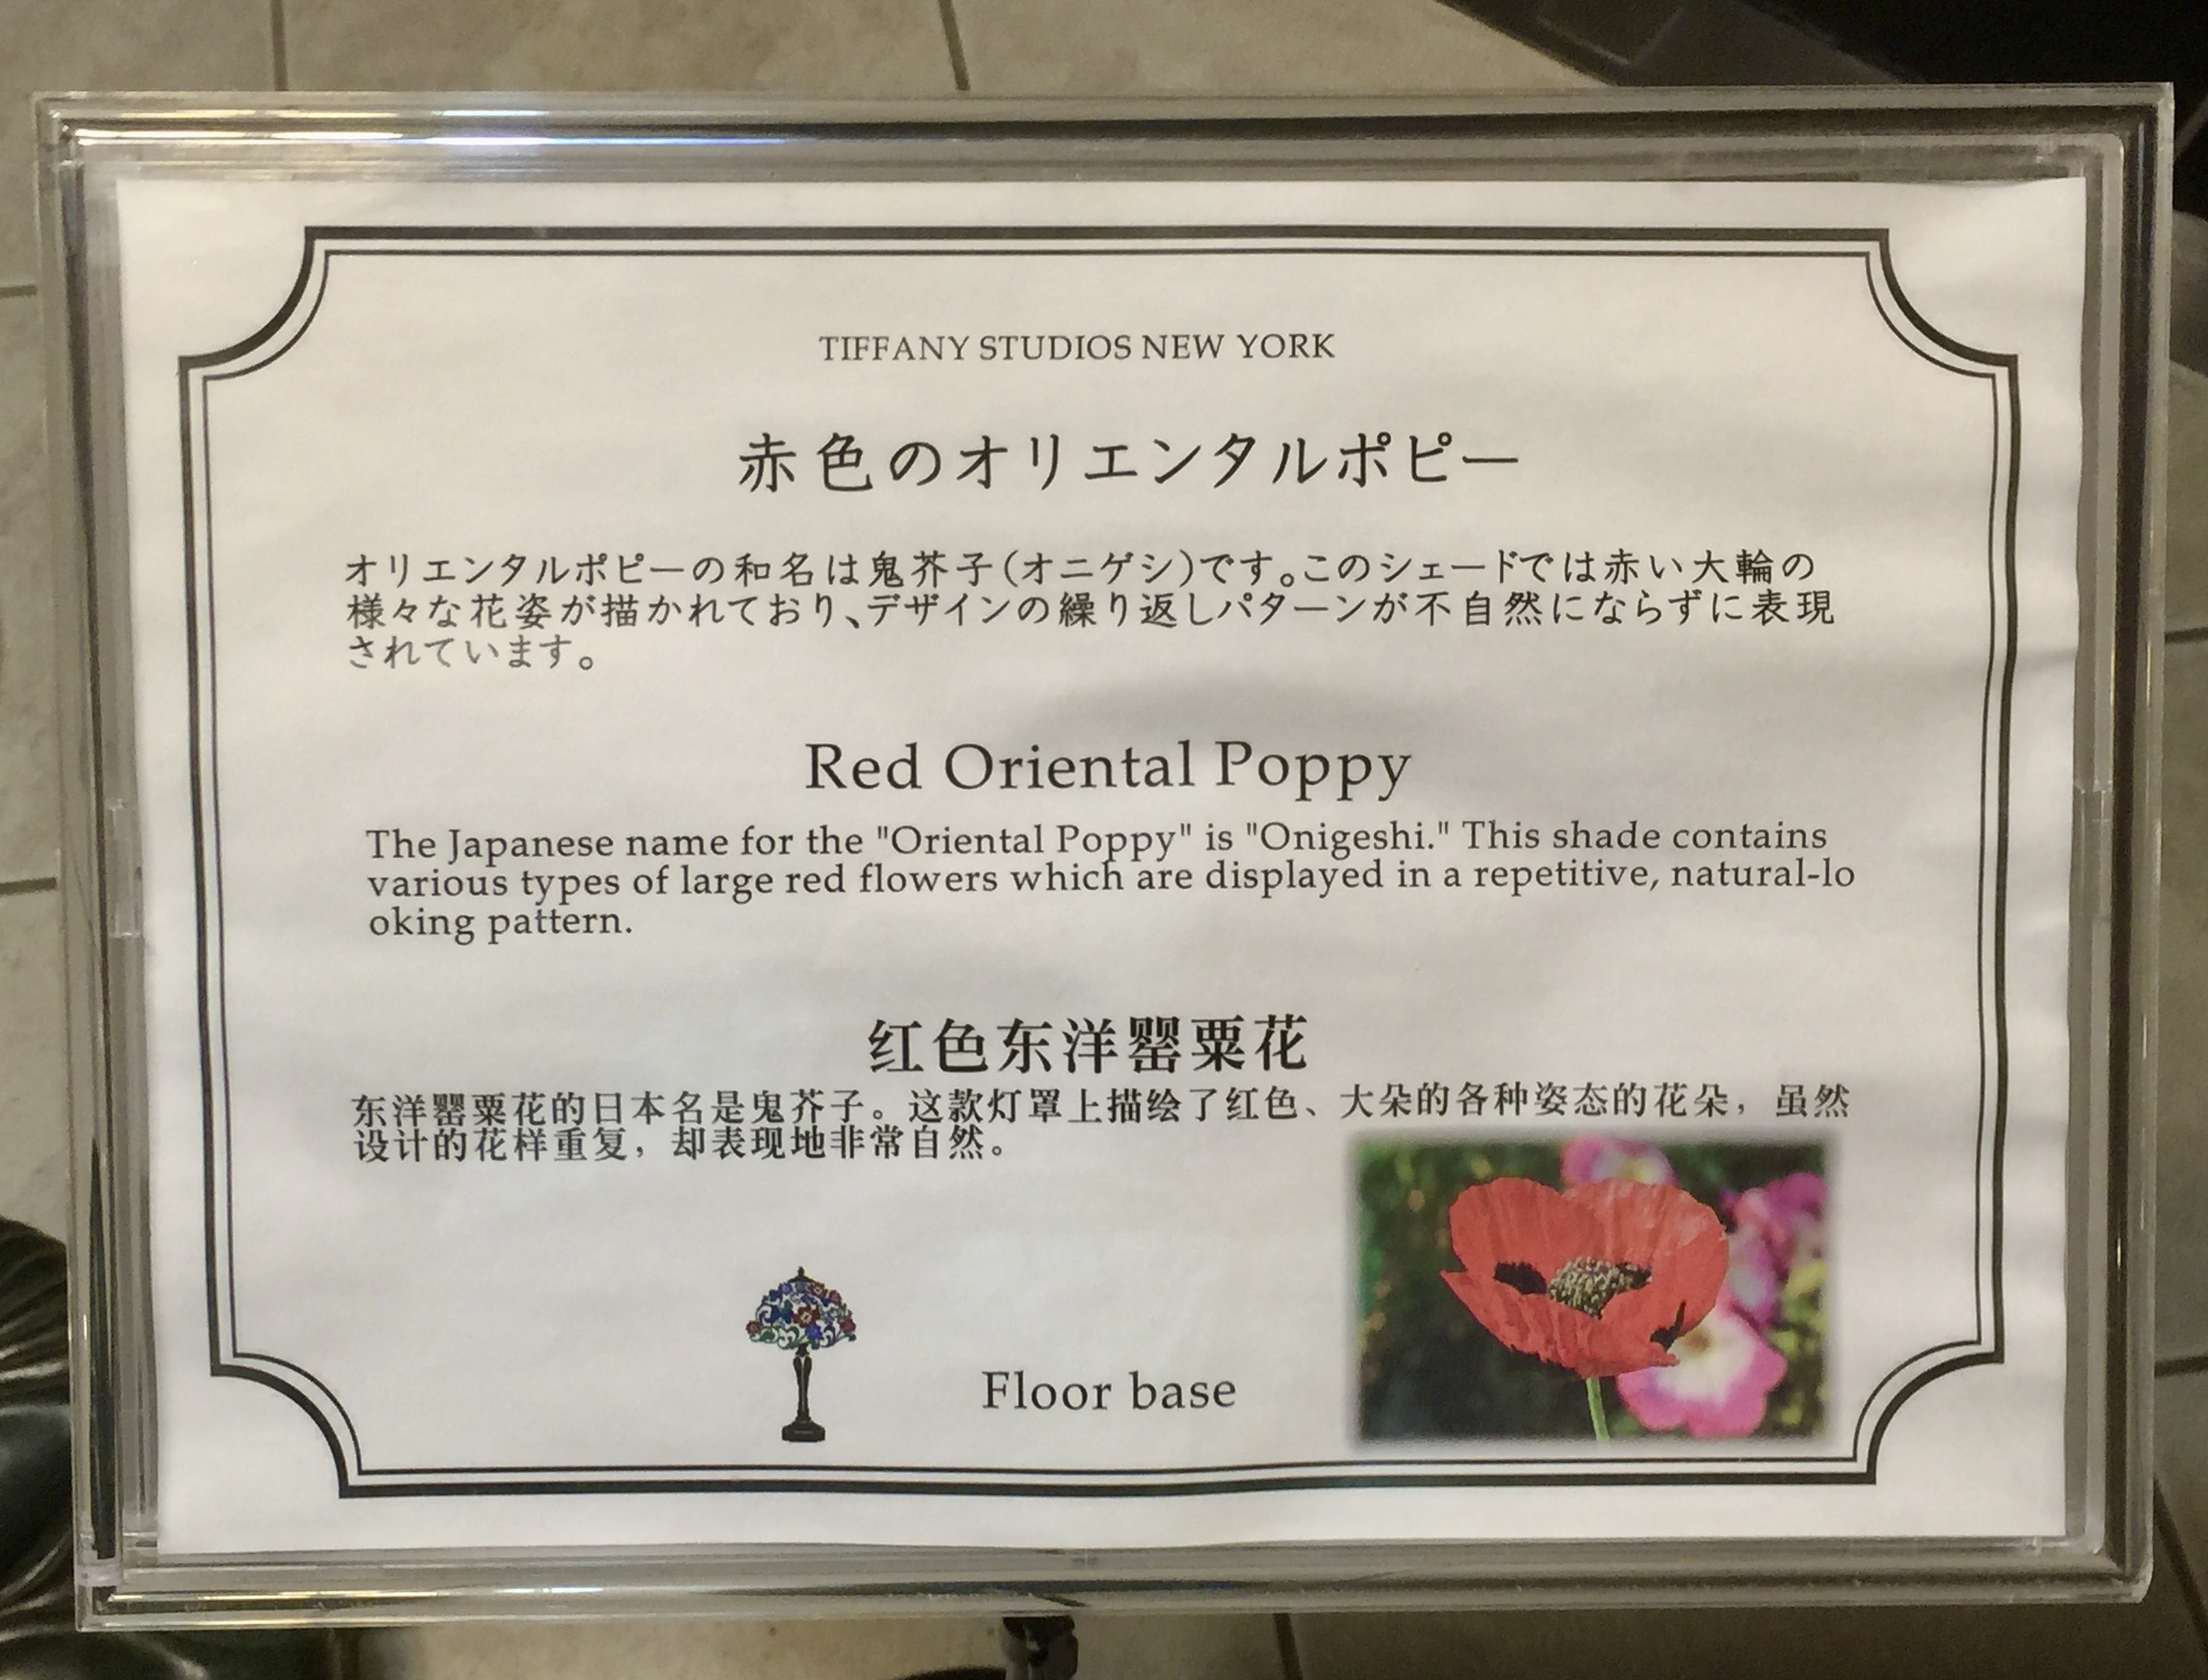 TIFFANY STUDIOS NEW YORK
赤色のオリエンタルポピー
オリエンタルポピーの和名は鬼芥子(オニゲシ)です。このシェードでは赤い大輪の
様々な花姿が描かれており、デザインの繰り返しパターンが不自然にならずに表現
されています。
Red Oriental Poppy
The Japanese name for the "Oriental Poppy" is "Onigeshi." This shade contains
various types of large red flowers which are displayed in a repetitive, natural-lo
oking pattern.
红色东洋罂粟花
东洋罂粟花的日本名是鬼芥子。这款灯罩上描绘了红色、大朵的各种姿态的花朵，虽然
设计的花样重复，却表现地非常自然。
Floor base